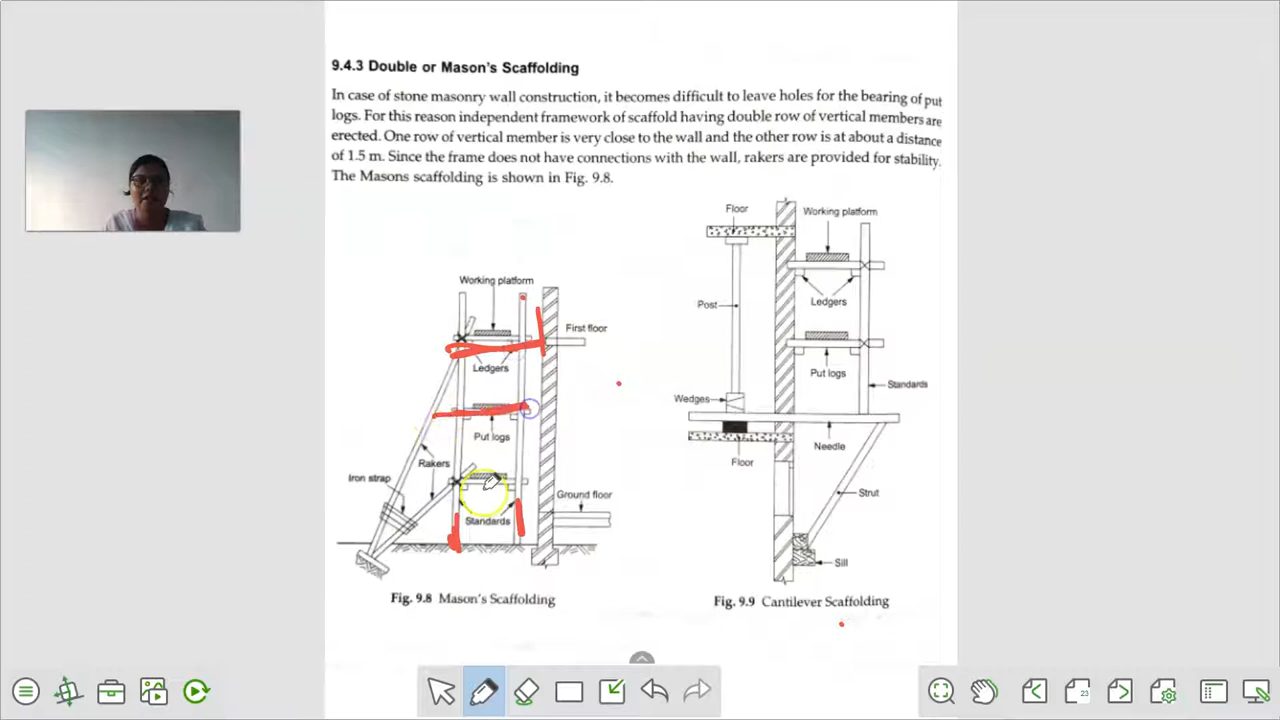 9.4.3 Double or Mason's Scaffolding
In case of stone masonry wall construction, it becomes difficult to leave holes for the bearing of put
logs. For this reason independent framework of scaffold having double row of vertical members are
erected. One row of vertical member is very close to the wall and the other row is at about a distance
of 1.5 m. Since the frame does not have connections with the wall, rakers are provided for stability.
The Masons scaffolding is shown in Fig. 9.8.
Working platform
First floor
Ledgers
Put logs
Rakers
Iron strap
Ground floor
Standards
Fig. 9.8 Mason's Scaffolding
Floor
Working platform
Ledgers
Post
Put logs
Standards
Wedges
Needle
Floor
Strut
Sill
Fig. 9.9 Cantilever Scaffolding
23